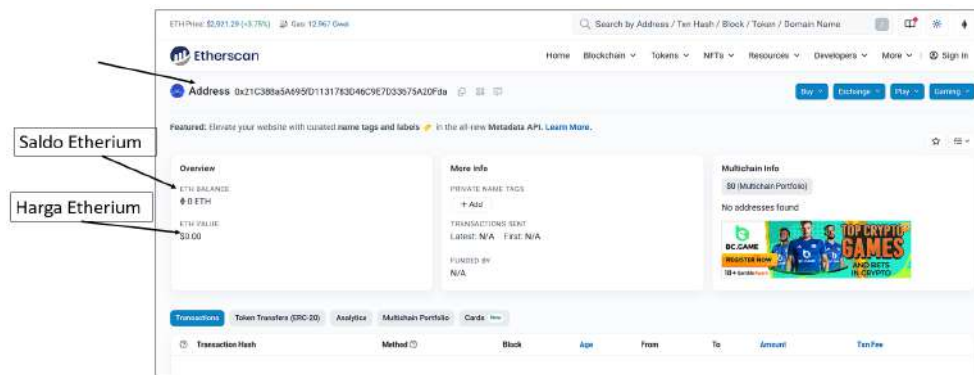 ETH Price: $2,921.29 (+3.75%) Gas: 12.967 Gwei
Search by Address / Txn Hash / Block / Token / Domain Name
Etherscan
Home Blockchain Tokens NFTs Resources Developers More Sign In
Address 0x21C388a5A695fD1131783D46C9E7D33675A20Fda
Buy Exchange Play Gaming
Featured: Elevate your website with curated name tags and labels 👉 in the all-new Metadata API. Learn More.
Saldo Etherium
Harga Etherium
Overview
ETH BALANCE
0 ETH
ETH VALUE
$0.00
More Info
PRIVATE NAME TAGS
+ Add
TRANSACTIONS SENT
Latest: N/A First: N/A
FUNDED BY
N/A
Multichain Info
$0 (Multichain Portfolio)
No addresses found
BC.GAME
REGISTER NOW
18+
TOP CRYPTO
GAMES
AND BETS
IN CRYPTO
Transactions Token Transfers (ERC-20) Analytics Multichain Portfolio Cards New
Transaction Hash Method Block Age From To Amount Txn Fee